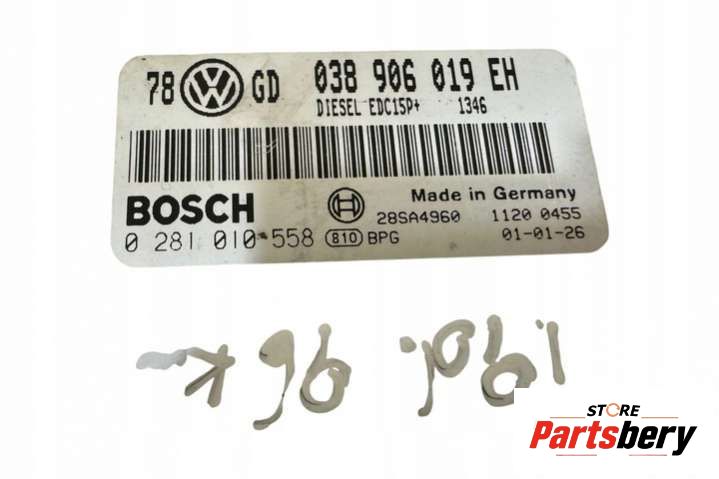 78 VW GD 038 906 019 EH
DIESEL EDC15P+ 1346
BOSCH
Made in Germany
28SA4960 1120 0455
0 281 010-558 810 BPG 01-01-26
STORE
Partsbery